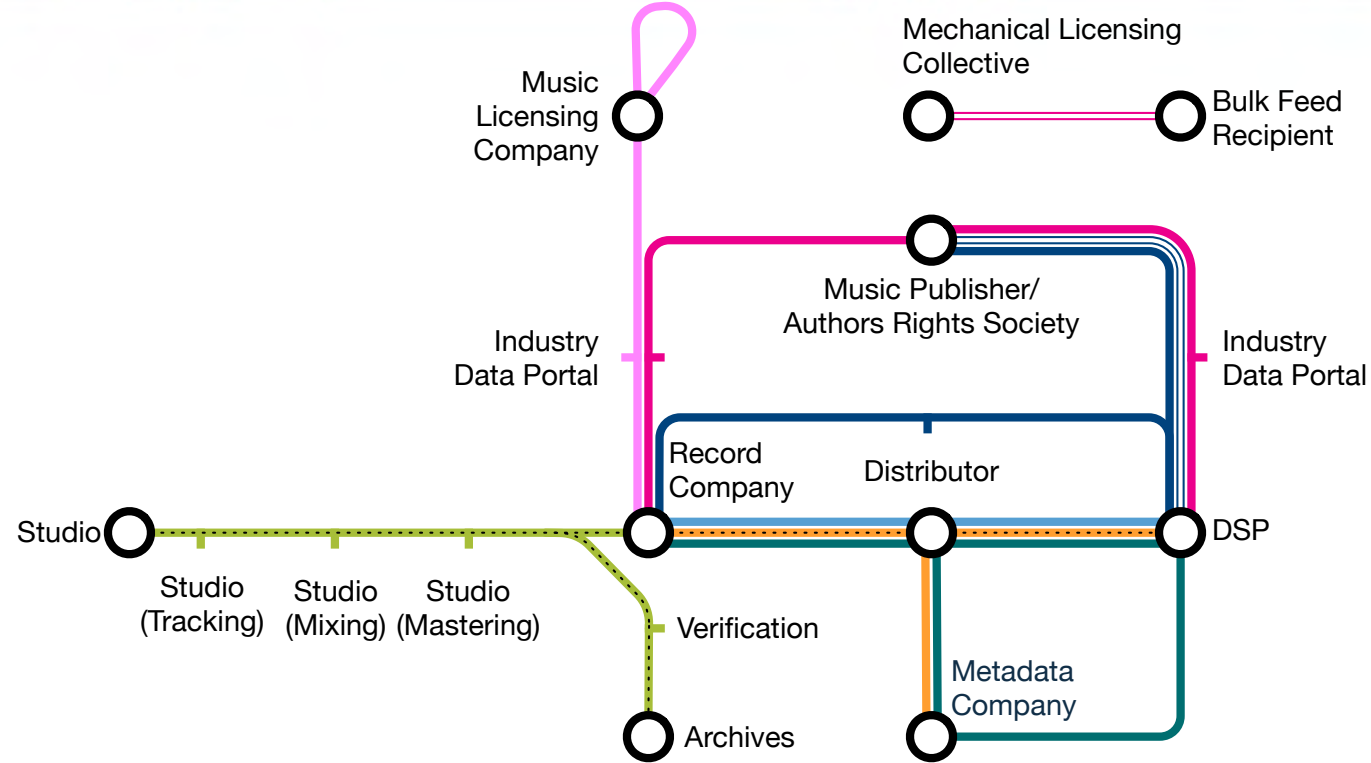 Mechanical Licensing
Collective
Music
Licensing
Company
Bulk Feed
Recipient
Music Publisher/
Authors Rights Society
Industry
Data Portal
Industry
Data Portal
Record
Company
Distributor
Studio
DSP
Studio
(Tracking)
Studio
(Mixing)
Studio
(Mastering)
Verification
Metadata
Company
Archives